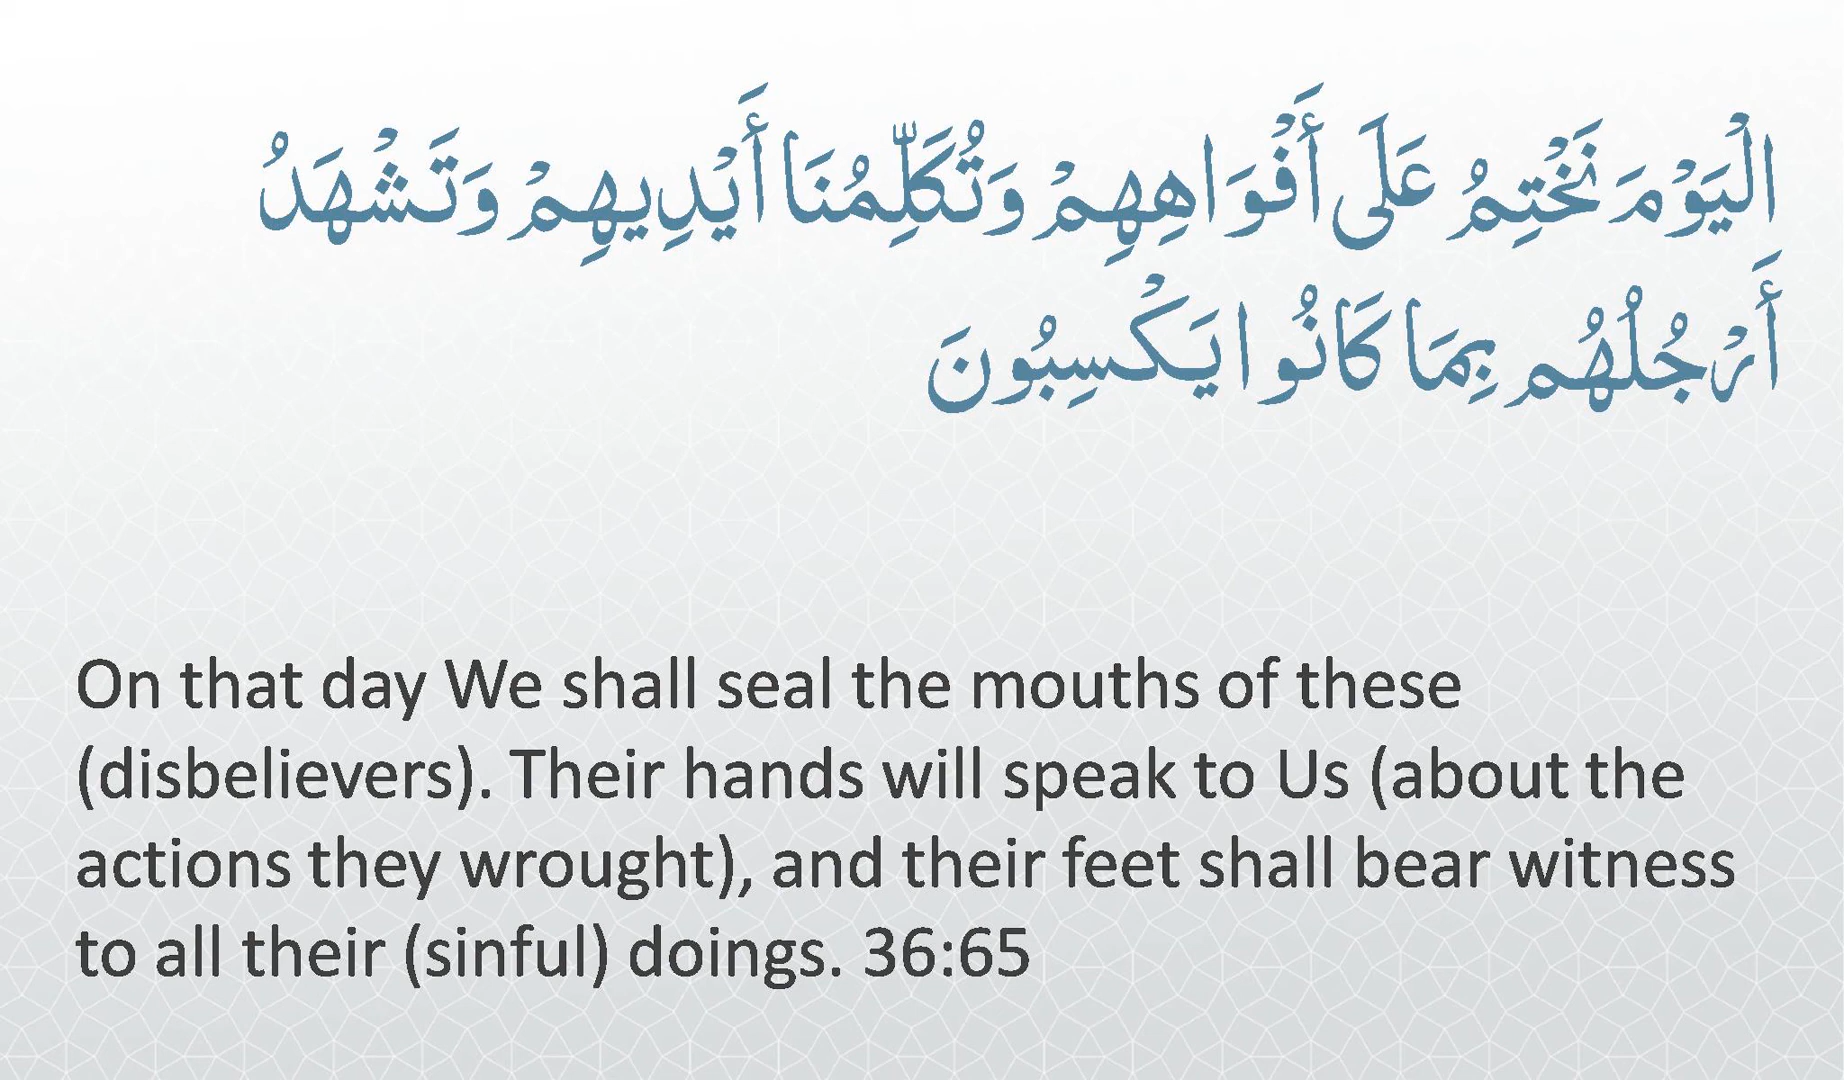 الْيَوْمَ نَخْتِمُ عَلَى أَفْوَاهِهِمْ وَتُكَلِّمُنَا أَيْدِيهِمْ وَتَشْهَدُ
أَرْجُلُهُم بِمَا كَانُوا يَكْسِبُونَ
On that day We shall seal the mouths of these
(disbelievers). Their hands will speak to Us (about the
actions they wrought), and their feet shall bear witness
to all their (sinful) doings. 36:65